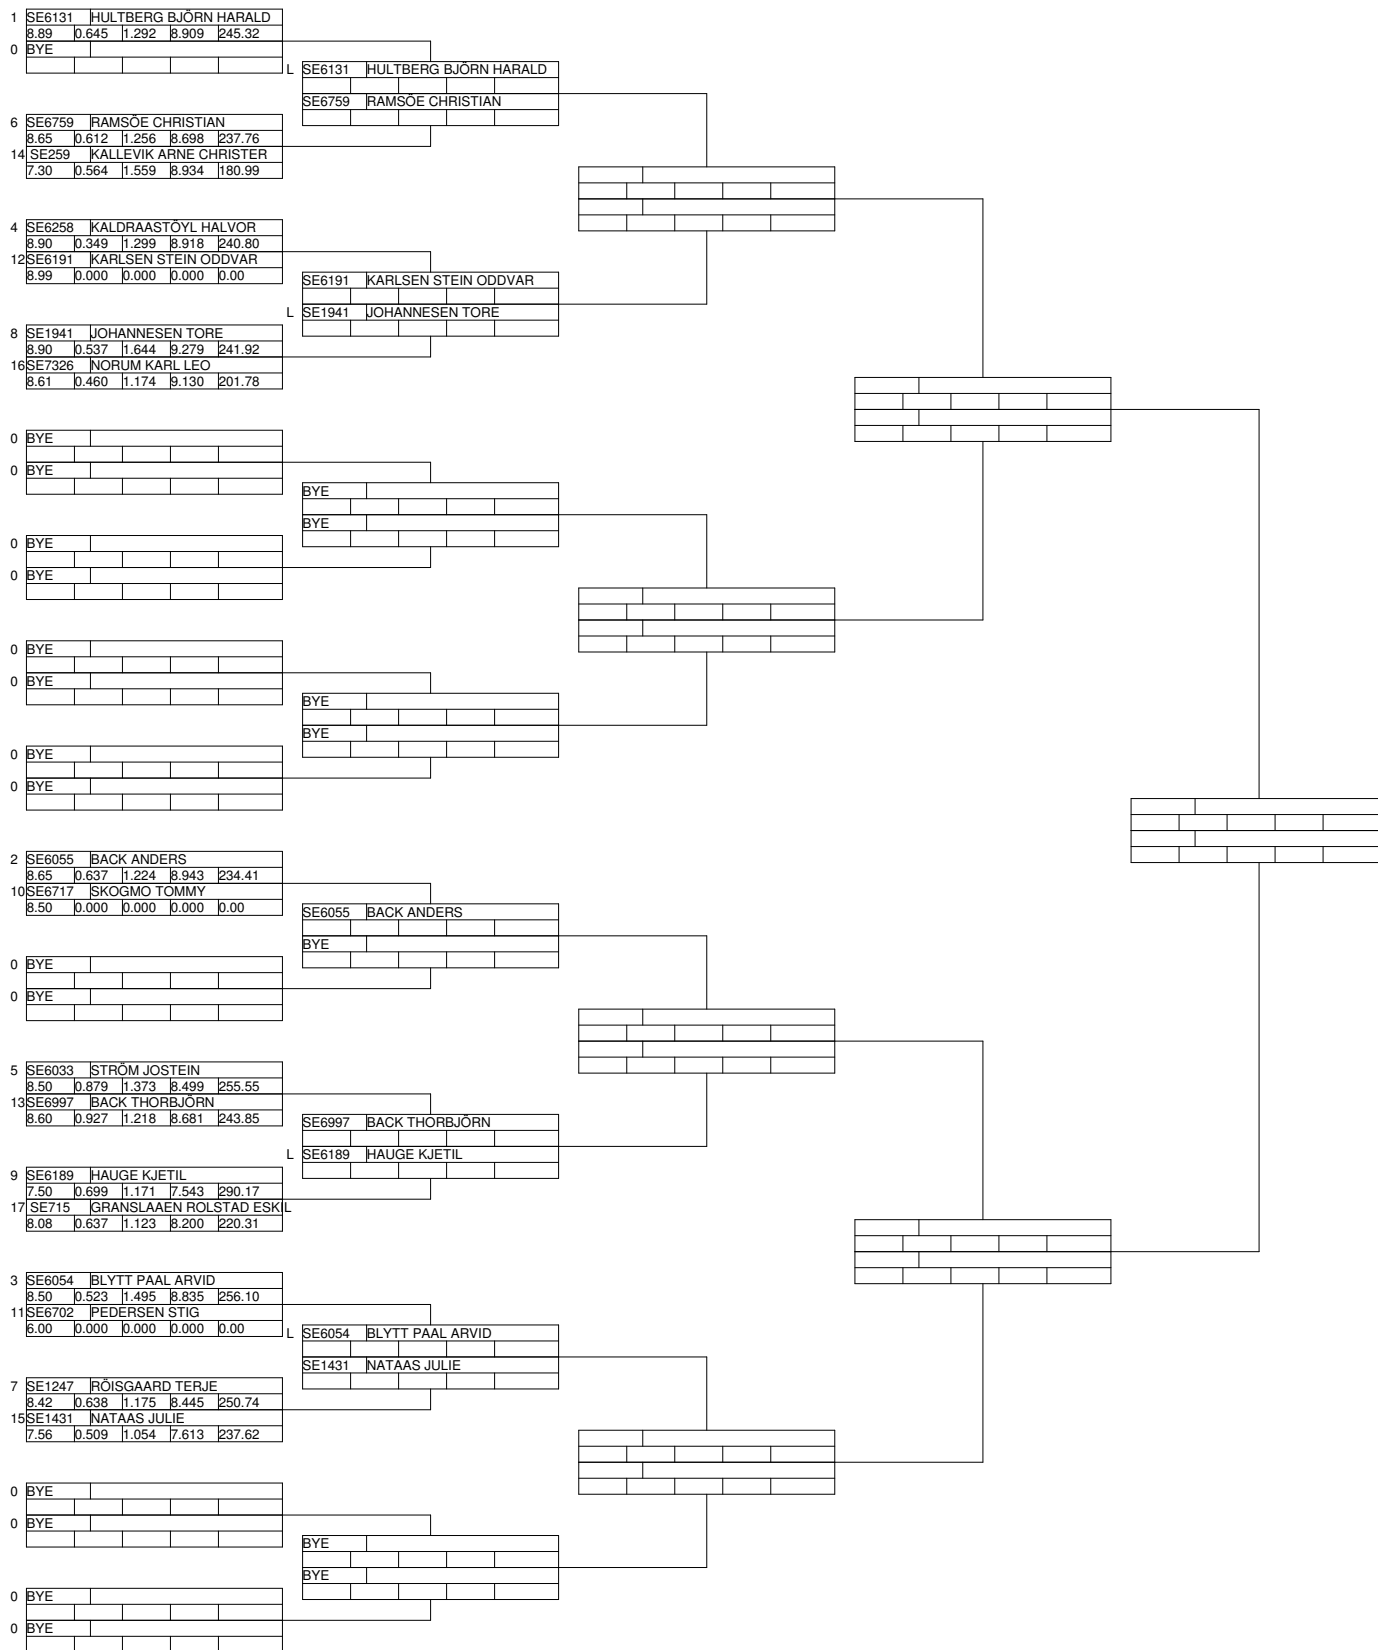 1 SE6131 HULTBERG BJÖRN HARALD
8.89 0.645 1.292 8.909 245.32
0 BYE
6 SE6759 RAMSÖE CHRISTIAN
8.65 0.612 1.256 8.698 237.76
14 SE259 KALLEVIK ARNE CHRISTER
7.30 0.564 1.559 8.934 180.99
4 SE6258 KALDRAASTÖYL HALVOR
8.90 0.349 1.299 8.918 240.80
12 SE6191 KARLSEN STEIN ODDVAR
8.99 0.000 0.000 0.000 0.00
8 SE1941 JOHANNESEN TORE
8.90 0.537 1.644 9.279 241.92
16 SE7326 NORUM KARL LEO
8.61 0.460 1.174 9.130 201.78
0 BYE
0 BYE
0 BYE
0 BYE
0 BYE
0 BYE
0 BYE
0 BYE
2 SE6055 BACK ANDERS
8.65 0.637 1.224 8.943 234.41
10 SE6717 SKOGMO TOMMY
8.50 0.000 0.000 0.000 0.00
0 BYE
0 BYE
5 SE6033 STRÖM JOSTEIN
8.50 0.879 1.373 8.499 255.55
13 SE6997 BACK THORBJÖRN
8.60 0.927 1.218 8.681 243.85
9 SE6189 HAUGE KJETIL
7.50 0.699 1.171 7.543 290.17
17 SE715 GRANSLAAEN ROLSTAD ESKIL
8.08 0.637 1.123 8.200 220.31
3 SE6054 BLYTT PAAL ARVID
8.50 0.523 1.495 8.835 256.10
11 SE6702 PEDERSEN STIG
6.00 0.000 0.000 0.000 0.00
7 SE1247 RÖISGAARD TERJE
8.42 0.638 1.175 8.445 250.74
15 SE1431 NATAAS JULIE
7.56 0.509 1.054 7.613 237.62
0 BYE
0 BYE
0 BYE
0 BYE
L SE6131 HULTBERG BJÖRN HARALD
SE6759 RAMSÖE CHRISTIAN
SE6191 KARLSEN STEIN ODDVAR
L SE1941 JOHANNESEN TORE
BYE
BYE
BYE
BYE
SE6055 BACK ANDERS
BYE
SE6997 BACK THORBJÖRN
L SE6189 HAUGE KJETIL
L SE6054 BLYTT PAAL ARVID
SE1431 NATAAS JULIE
BYE
BYE